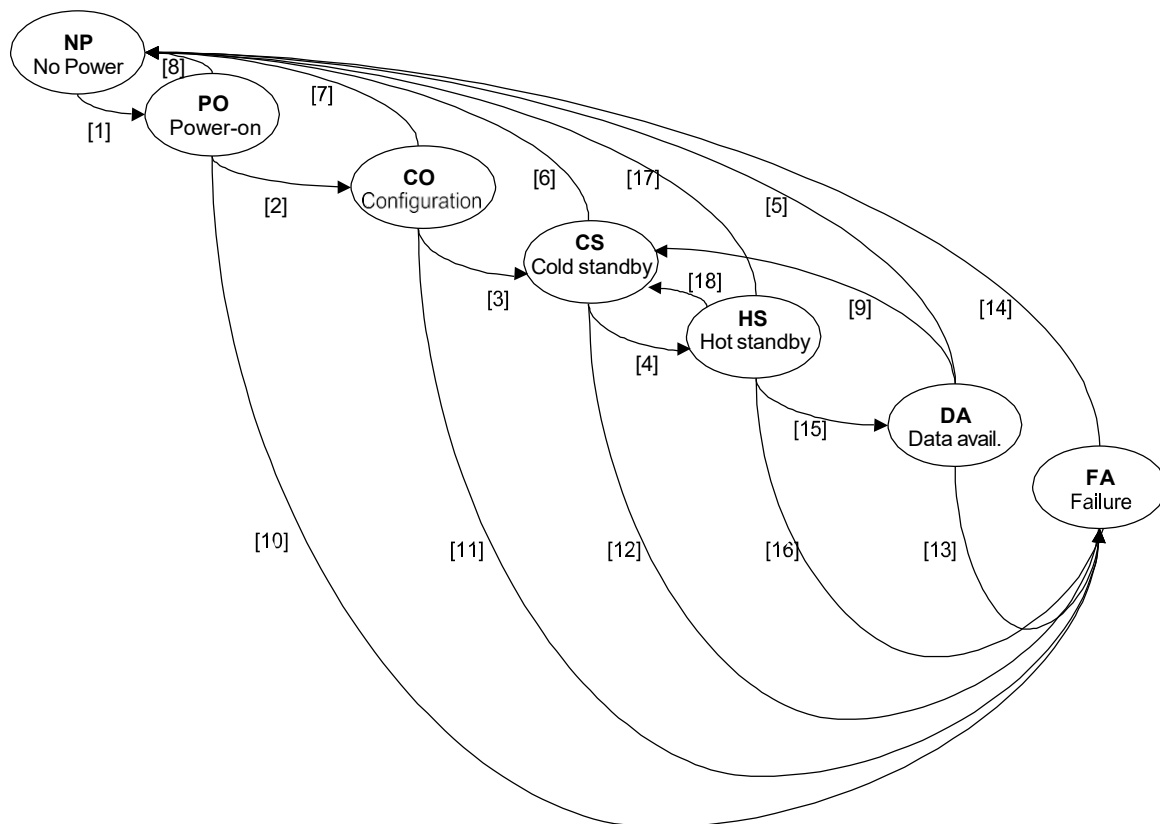 NP
No Power
[8]
PO
Power-on
[1]
[7]
CO
Configuration
[2]
[6]
[17]
[5]
CS
Cold standby
[3]
[18]
HS
Hot standby
[9]
[14]
[4]
DA
Data avail.
[15]
FA
Failure
[10]
[11]
[12]
[16]
[13]